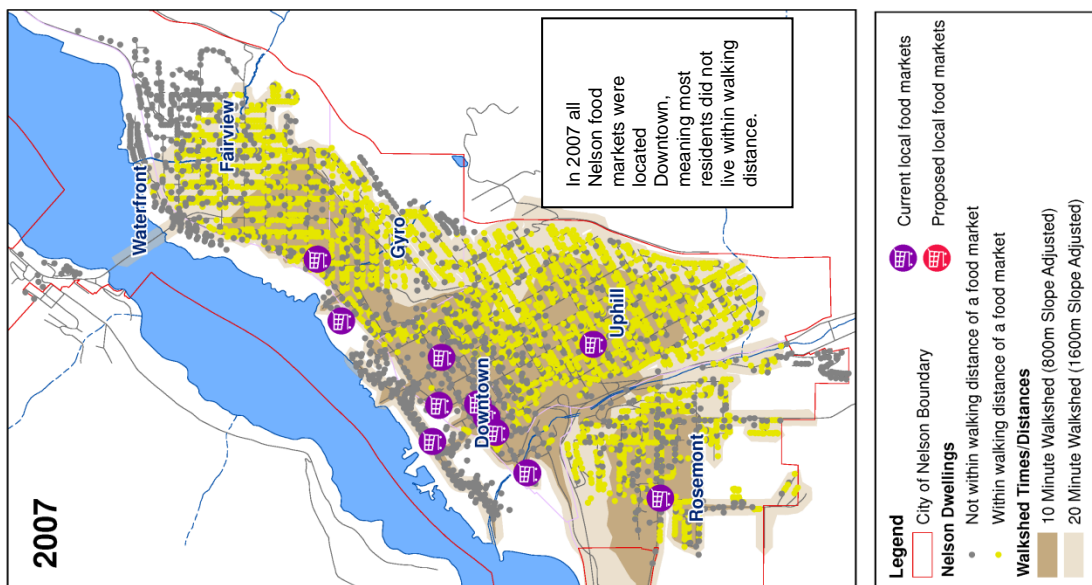 2007
Waterfront
Fairview
Gyro
Downtown
Uphill
Rosemont
In 2007 all
Nelson food
markets were
located
Downtown,
meaning most
residents did not
live within walking
distance.
Legend
City of Nelson Boundary
Nelson Dwellings
Not within walking distance of a food market
Within walking distance of a food market
Walkshed Times/Distances
10 Minute Walkshed (800m Slope Adjusted)
20 Minute Walkshed (1600m Slope Adjusted)
Current local food markets
Proposed local food markets